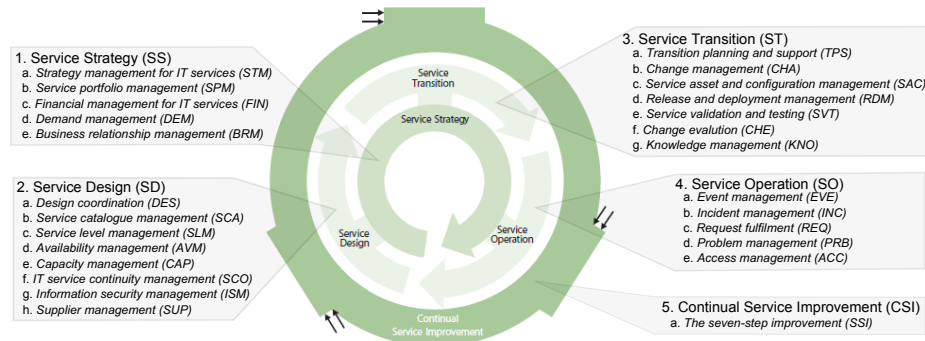 1. Service Strategy (SS)
a. Strategy management for IT services (STM)
b. Service portfolio management (SPM)
c. Financial management for IT services (FIN)
d. Demand management (DEM)
e. Business relationship management (BRM)
2. Service Design (SD)
a. Design coordination (DES)
b. Service catalogue management (SCA)
c. Service level management (SLM)
d. Availability management (AVM)
e. Capacity management (CAP)
f. IT service continuity management (SCO)
g. Information security management (ISM)
h. Supplier management (SUP)
Service
Transition
Service Strategy
Service
Design
Service
Operation
Continual
Service Improvement
3. Service Transition (ST)
a. Transition planning and support (TPS)
b. Change management (CHA)
c. Service asset and configuration management (SAC)
d. Release and deployment management (RDM)
e. Service validation and testing (SVT)
f. Change evalution (CHE)
g. Knowledge management (KNO)
4. Service Operation (SO)
a. Event management (EVE)
b. Incident management (INC)
c. Request fulfilment (REQ)
d. Problem management (PRB)
e. Access management (ACC)
5. Continual Service Improvement (CSI)
a. The seven-step improvement (SSI)